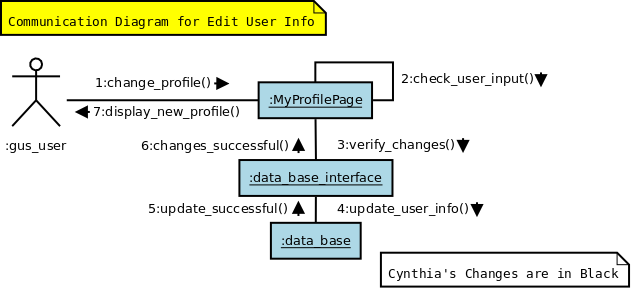 Communication Diagram for Edit User Info
1:change_profile()
2:check_user_input()
:MyProfilePage
7:display_new_profile()
:gus_user
6:changes_successful()
3:verify_changes()
:data_base_interface
5:update_successful()
4:update_user_info()
:data_base
Cynthia's Changes are in Black